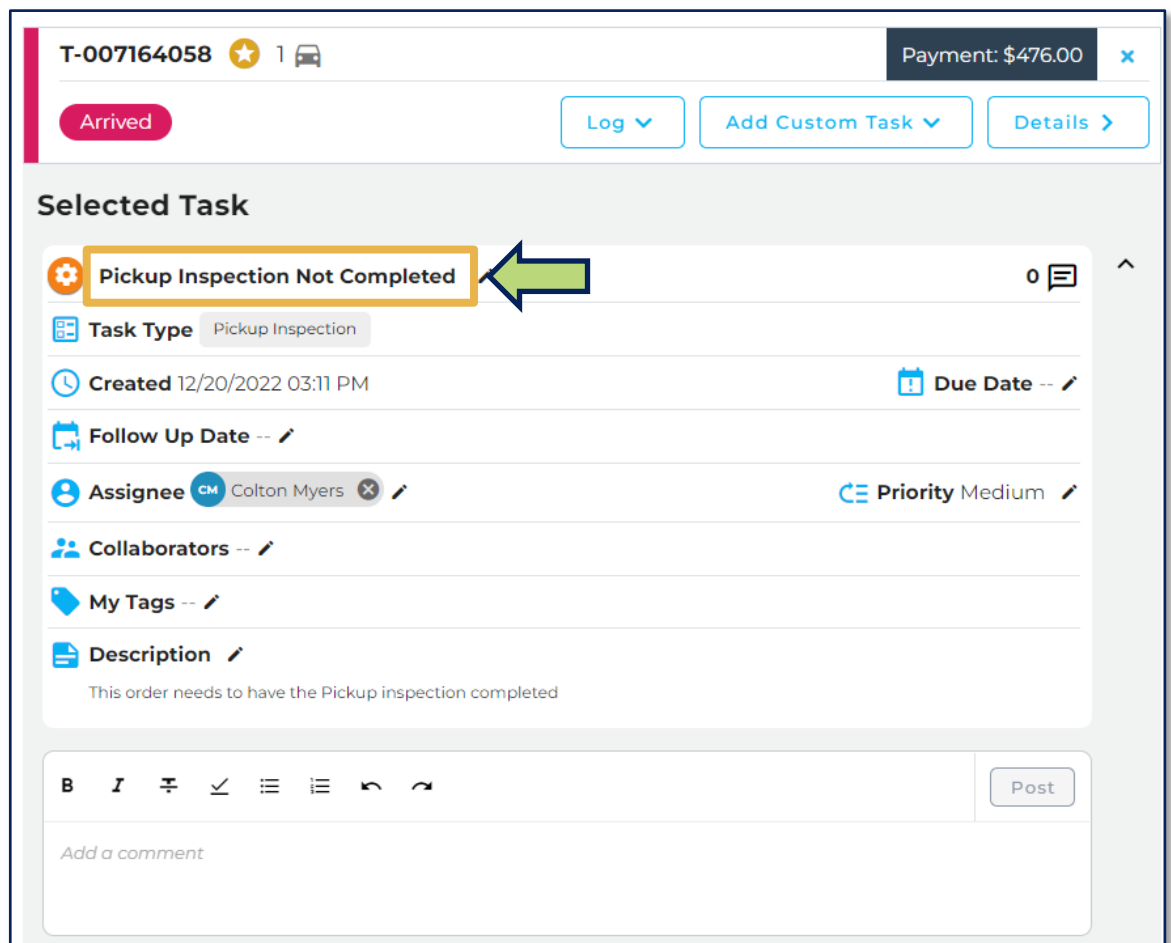 T-007164058 1 Payment: $476.00 ×
Arrived Log Add Custom Task Details
Selected Task
Pickup Inspection Not Completed 0
Task Type Pickup Inspection
Created 12/20/2022 03:11 PM Due Date --
Follow Up Date --
Assignee CM Colton Myers Priority Medium
Collaborators --
My Tags --
Description
This order needs to have the Pickup inspection completed
B I Post
Add a comment